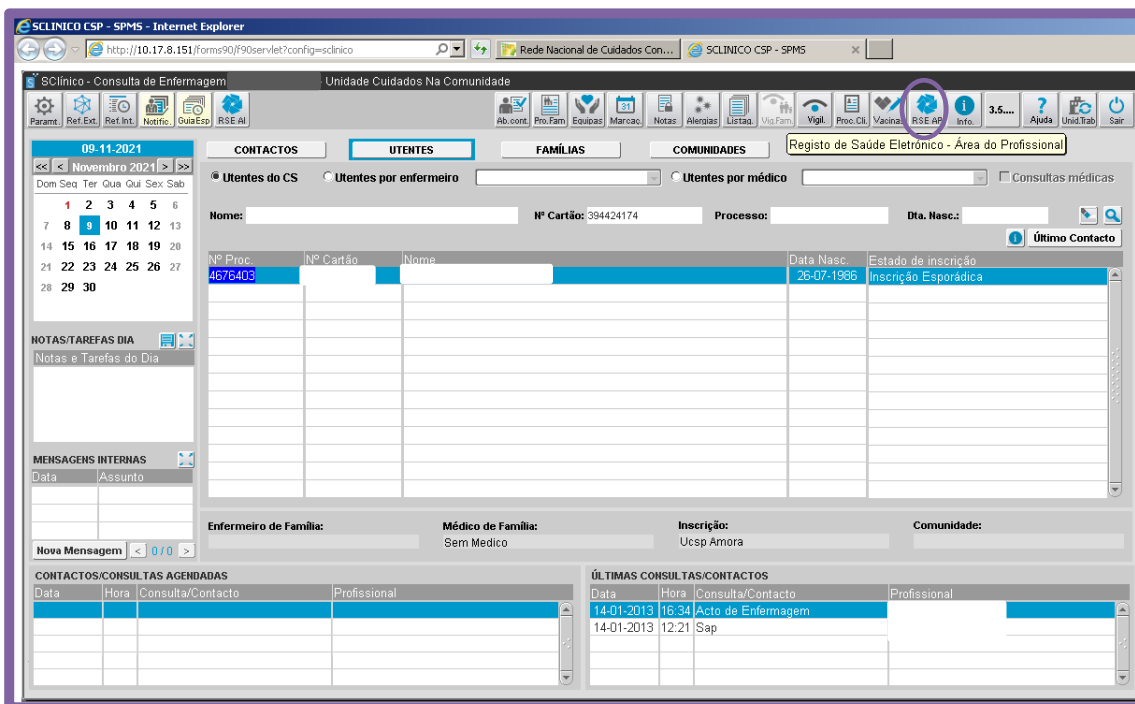 SCLINICO CSP - SPMS - Internet Explorer
http://10.17.8.151/forms90/f90servlet?config=sclinico
Rede Nacional de Cuidados Con...
SCLINICO CSP - SPMS
SClínico - Consulta de Enfermagem
Unidade Cuidados Na Comunidade
Paramt. Ref.Ext. Ref.Int. Notific. GuiaEsp RSE AI
Ab.cont. Pro.Fam Equipas Marcaç. Notas Alergias Listag. Vig.Fam. Vigil. Proc.Cli. Vacinas RSE AP Info. 3.5.... Ajuda Unid.Trab Sair
Registo de Saúde Eletrónico - Área do Profissional
09-11-2021
<< < Novembro 2021 > >>
Dom Seg Ter Qua Qui Sex Sab
1 2 3 4 5 6
7 8 9 10 11 12 13
14 15 16 17 18 19 20
21 22 23 24 25 26 27
28 29 30
CONTACTOS UTENTES FAMÍLIAS COMUNIDADES
Utentes do CS Utentes por enfermeiro Utentes por médico Consultas médicas
Nome: Nº Cartão: 394424174 Processo: Dta. Nasc.:
Último Contacto
Nº Proc. Nº Cartão Nome Data Nasc. Estado de inscrição
4676403 26-07-1986 Inscrição Esporádica
NOTAS/TAREFAS DIA
Notas e Tarefas do Dia
MENSAGENS INTERNAS
Data Assunto
Nova Mensagem < 0 / 0 >
Enfermeiro de Família: Médico de Família: Inscrição: Comunidade:
Sem Medico Ucsp Amora
CONTACTOS/CONSULTAS AGENDADAS
Data Hora Consulta/Contacto Profissional
ÚLTIMAS CONSULTAS/CONTACTOS
Data Hora Consulta/Contacto Profissional
14-01-2013 16:34 Acto de Enfermagem
14-01-2013 12:21 Sap